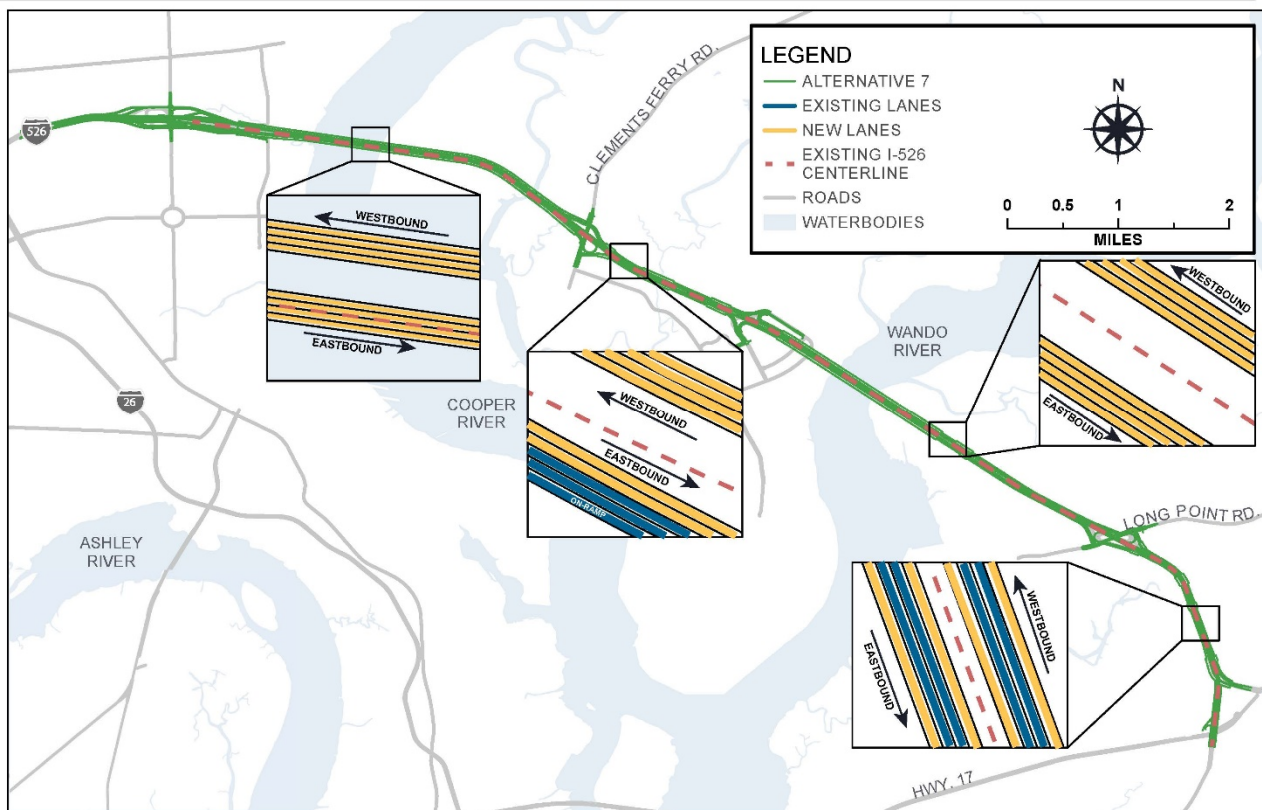 LEGEND
ALTERNATIVE 7
EXISTING LANES
NEW LANES
EXISTING I-526
CENTERLINE
ROADS
WATERBODIES
N
0 0.5 1 2
MILES
526
CLEMENTS FERRY RD.
WESTBOUND
EASTBOUND
WESTBOUND
EASTBOUND
ON-RAMP
WANDO
RIVER
WESTBOUND
EASTBOUND
26
COOPER
RIVER
ASHLEY
RIVER
LONG POINT RD.
WESTBOUND
EASTBOUND
HWY. 17